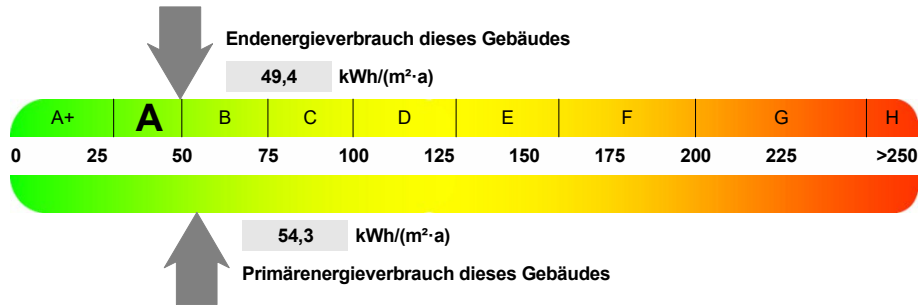 Endenergieverbrauch dieses Gebäudes
49,4 kWh/(m²·a)
A+ A B C D E F G H
0 25 50 75 100 125 150 175 200 225 >250
54,3 kWh/(m²·a)
Primärenergieverbrauch dieses Gebäudes